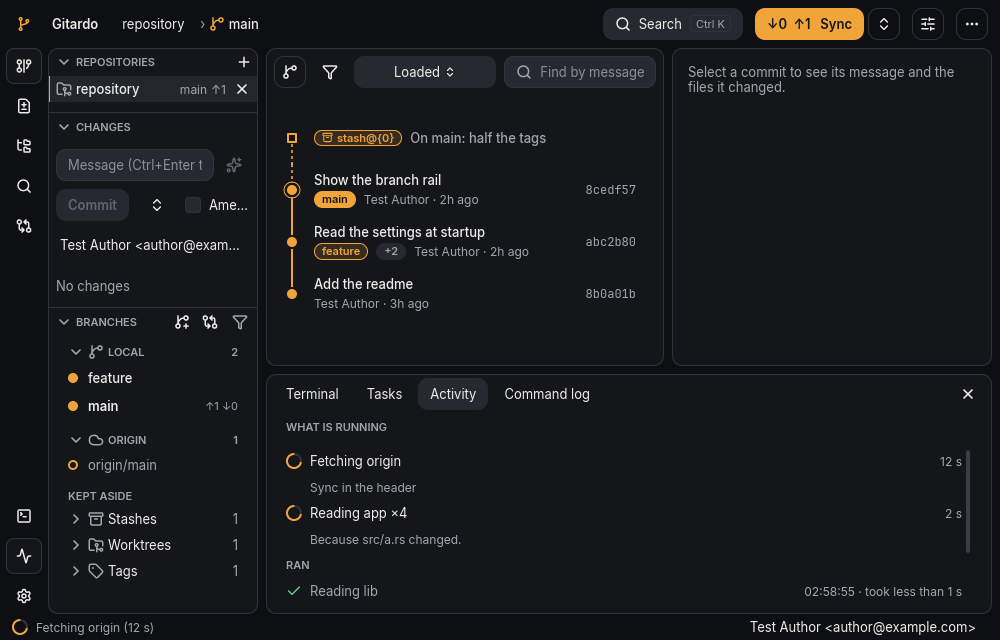 Gitardo
repository
main
Search Ctrl K
↓0 ↑1 Sync
REPOSITORIES
repository main ↑1
CHANGES
Message (Ctrl+Enter t
Commit
Ame...
Test Author <author@exam...
No changes
BRANCHES
LOCAL 2
feature
main ↑1 ↓0
ORIGIN 1
origin/main
KEPT ASIDE
Stashes 1
Worktrees 1
Tags 1
Loaded
Find by message
stash@{0} On main: half the tags
Show the branch rail
main Test Author · 2h ago
8cedf57
Read the settings at startup
feature +2 Test Author · 2h ago
abc2b80
Add the readme
Test Author · 3h ago
8b0a01b
Select a commit to see its message and the
files it changed.
Terminal Tasks Activity Command log
WHAT IS RUNNING
Fetching origin 12 s
Sync in the header
Reading app ×4 2 s
Because src/a.rs changed.
RAN
Reading lib 02:58:55 · took less than 1 s
Fetching origin (12 s)
Test Author <author@example.com>